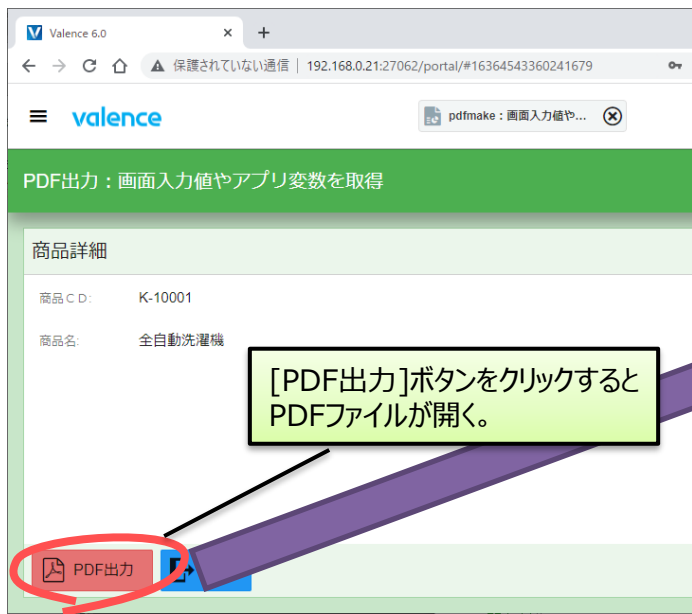 Valence 6.0
保護されていない通信 | 192.168.0.21:27062/portal/#16364543360241679
valence
pdfmake：画面入力値や...
PDF出力：画面入力値やアプリ変数を取得
商品詳細
商品ＣＤ:
K-10001
商品名:
全自動洗濯機
[PDF出力]ボタンをクリックすると
PDFファイルが開く。
PDF出力